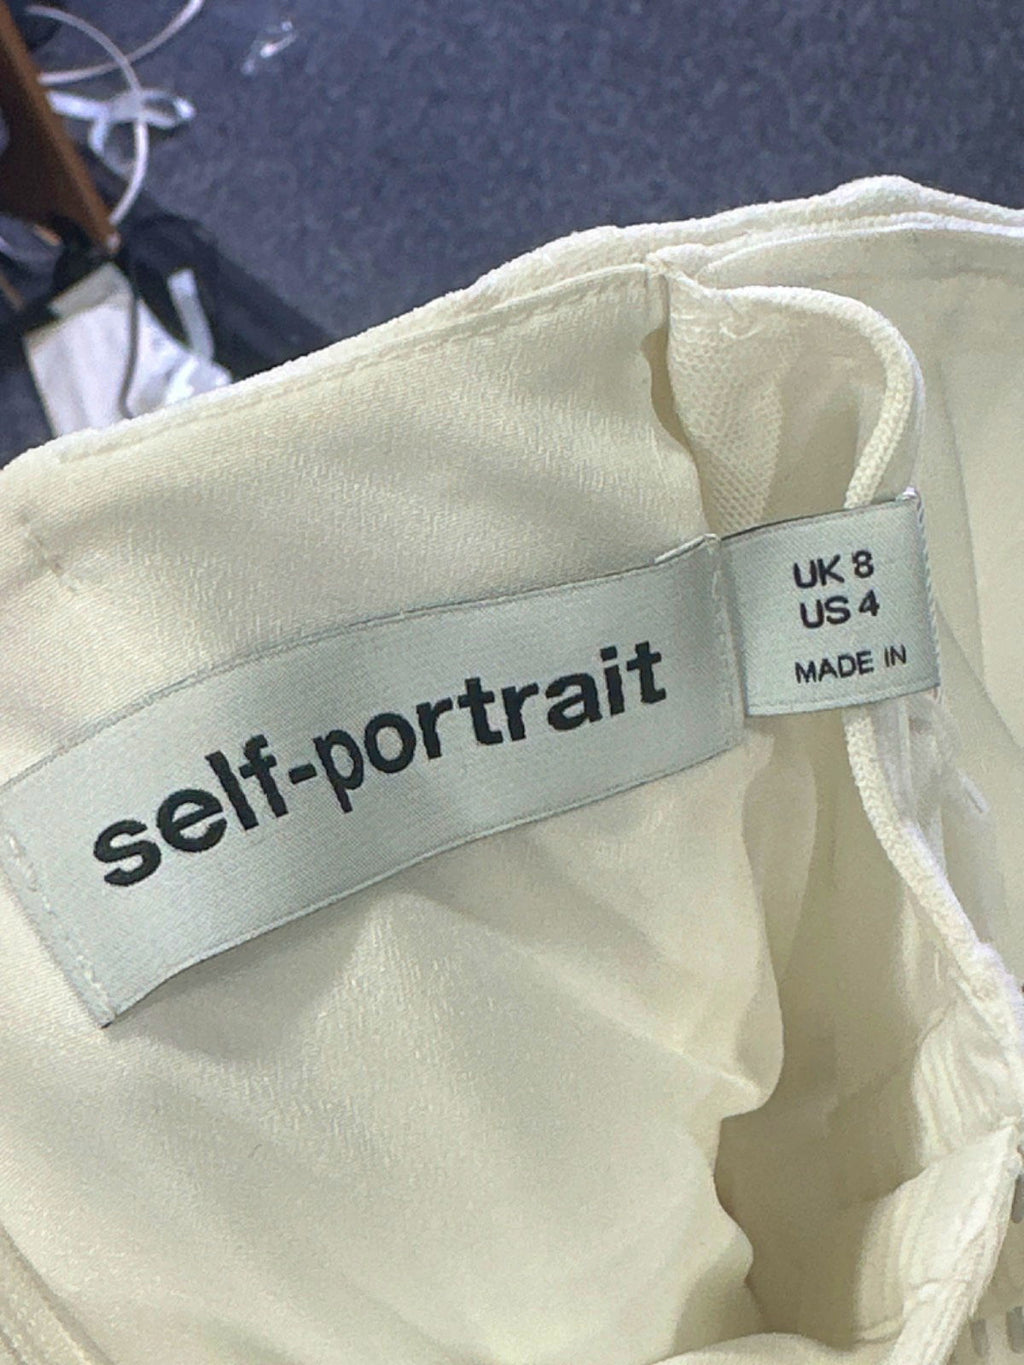 self-portrait
UK 8
US 4
MADE IN